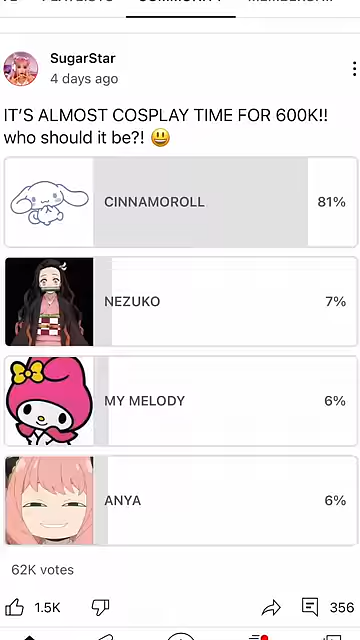 COMMUNITY
SugarStar
4 days ago
IT'S ALMOST COSPLAY TIME FOR 600K!!
who should it be?! 😃
CINNAMOROLL 81%
NEZUKO 7%
MY MELODY 6%
ANYA 6%
62K votes
1.5K 356